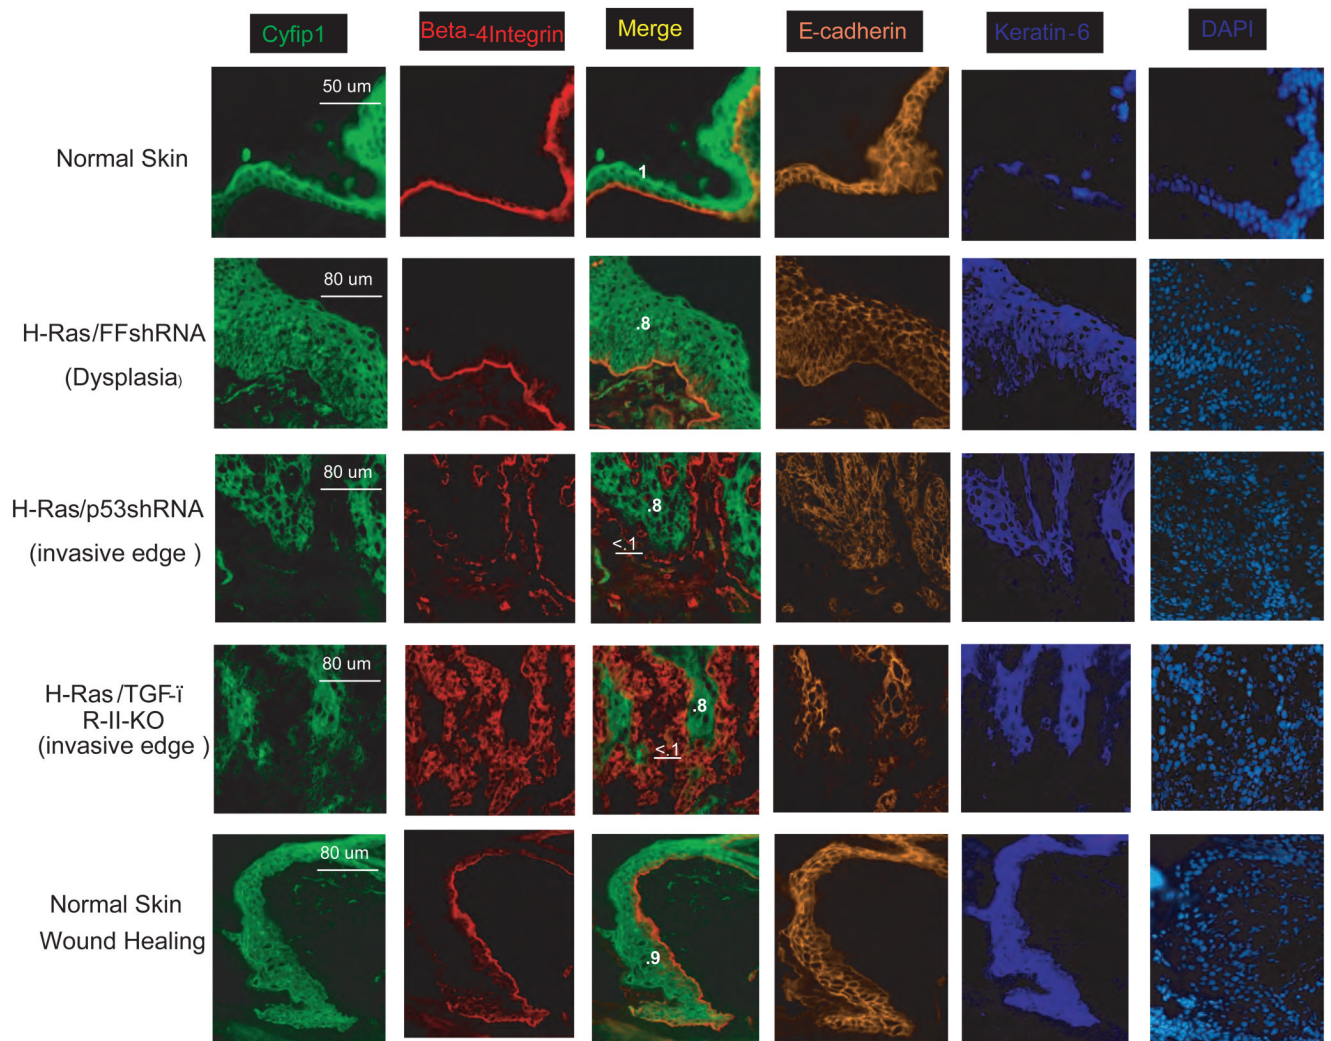 Cyfip1 Beta-4Integrin Merge E-cadherin Keratin-6 DAPI
50 um
Normal Skin
1
80 um
H-Ras/FFshRNA
(Dysplasia)
.8
80 um
H-Ras/p53shRNA
(invasive edge )
.8
<.1
80 um
H-Ras/TGF-ï
R-II-KO
(invasive edge )
.8
<.1
80 um
Normal Skin
Wound Healing
.9